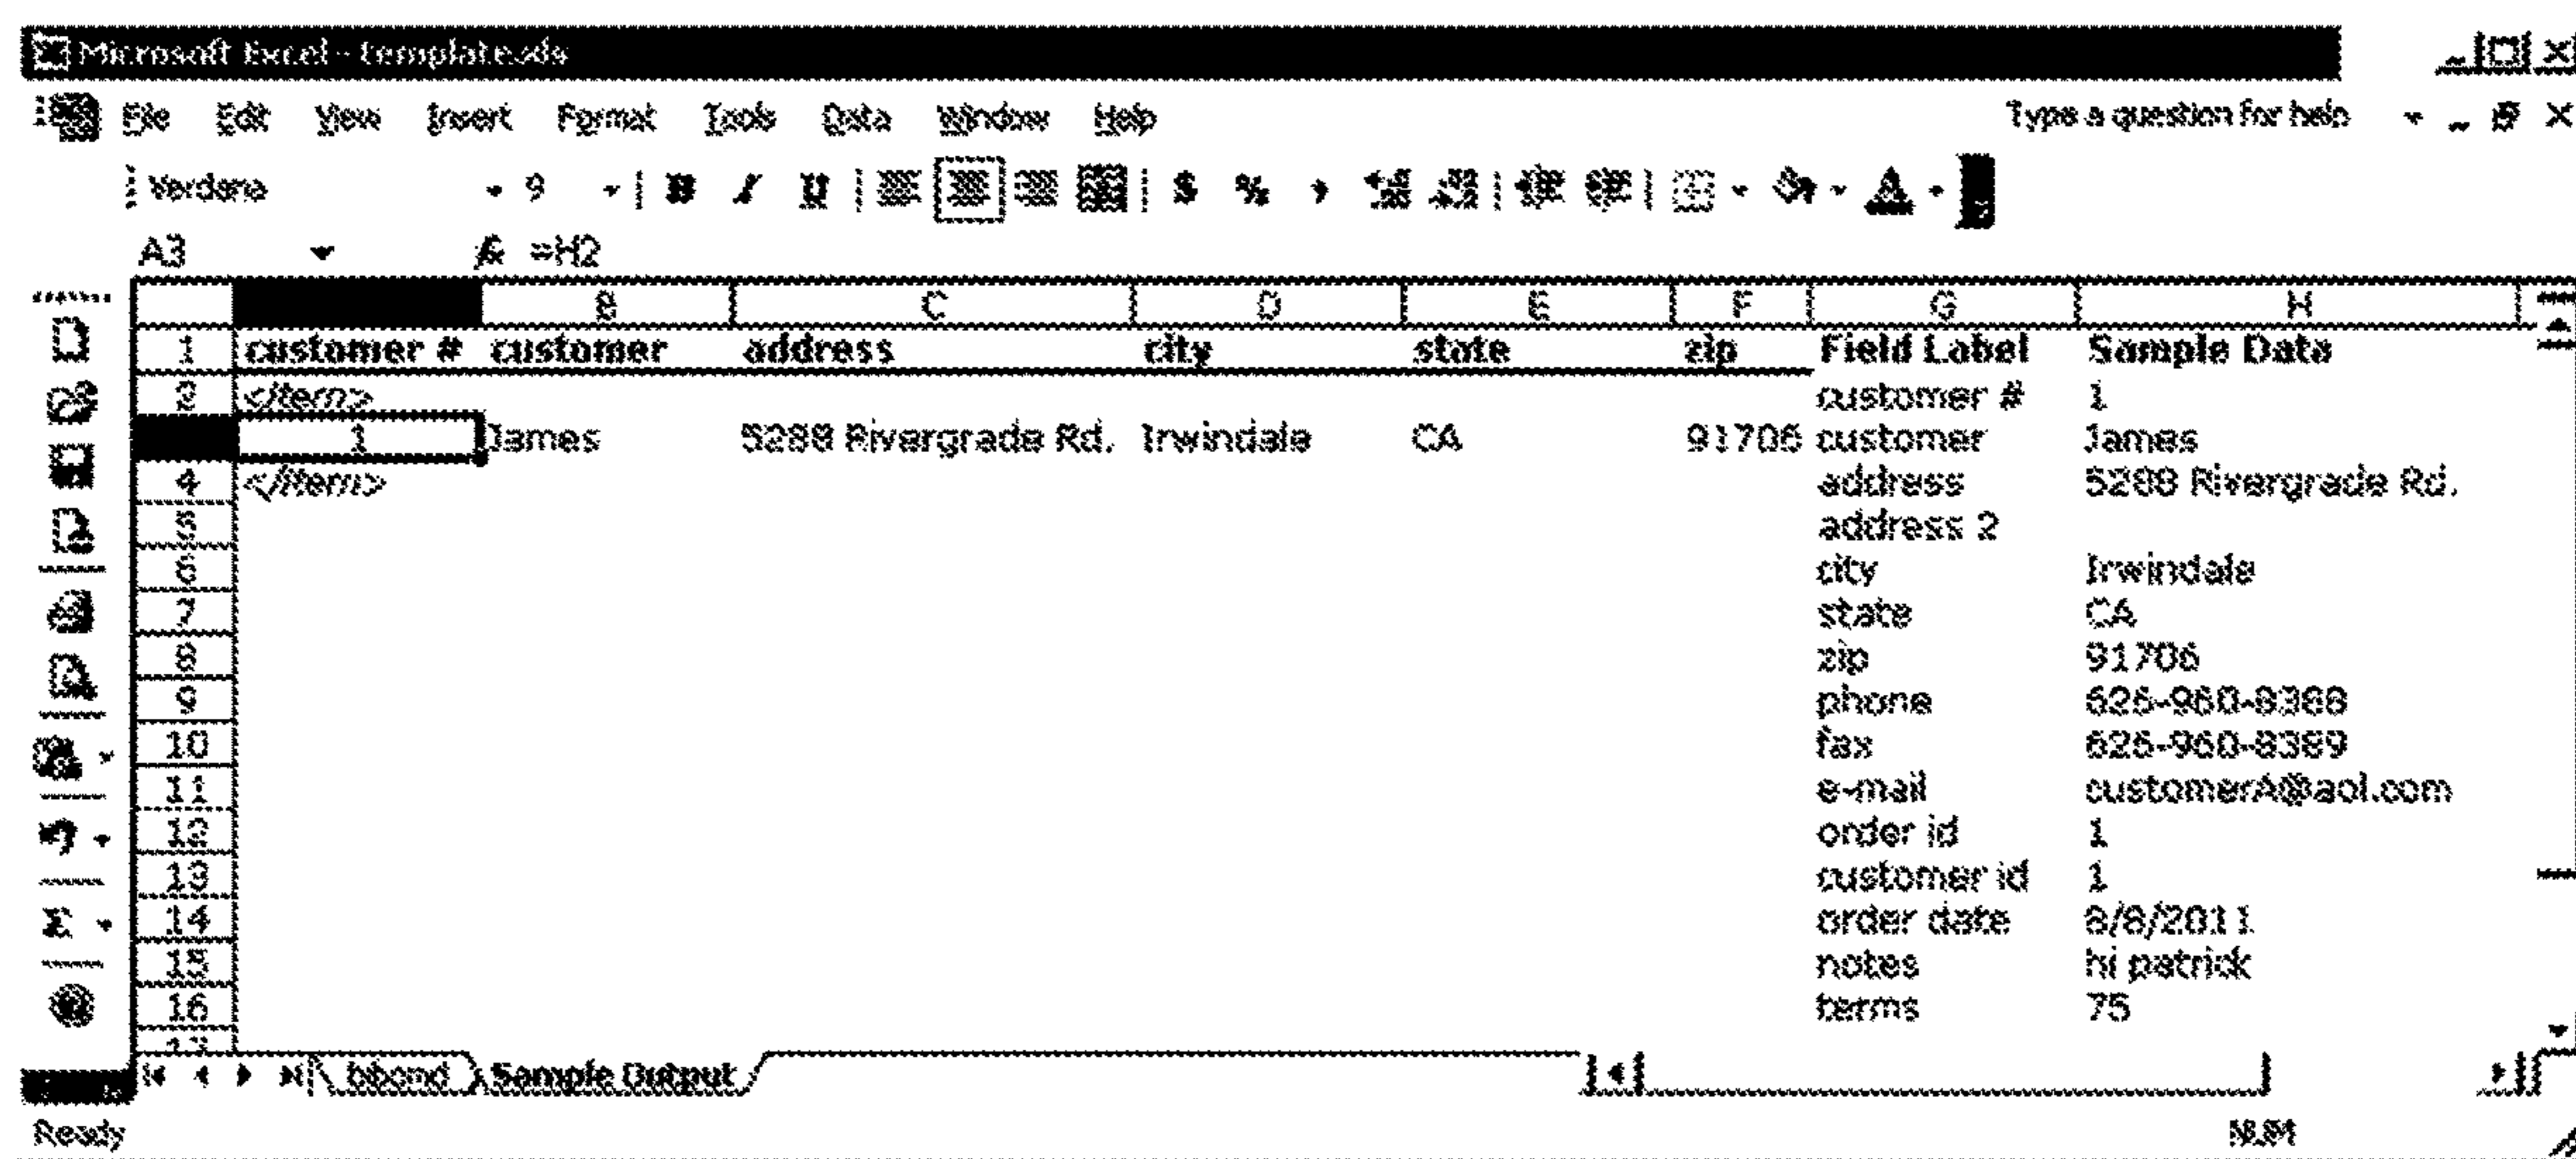 Microsoft Excel - template.xls
File Edit View Insert Format Tools Data Window Help Type a question for help
Verdana 9 B I U $ % , A
A3 fx =H2
B C D E F G H
1 customer # customer address city state zip Field Label Sample Data
2 </item> customer # 1
1 James 5288 Rivergrade Rd. Irwindale CA 91706 customer James
4 </item> address 5288 Rivergrade Rd.
5 address 2
6 city Irwindale
7 state CA
8 zip 91706
9 phone 626-960-8388
10 fax 626-960-8389
11 e-mail customerA@aol.com
12 order id 1
13 customer id 1
14 order date 8/8/2011
15 notes hi patrick
16 terms 75
17
Sample Output
Ready NUM